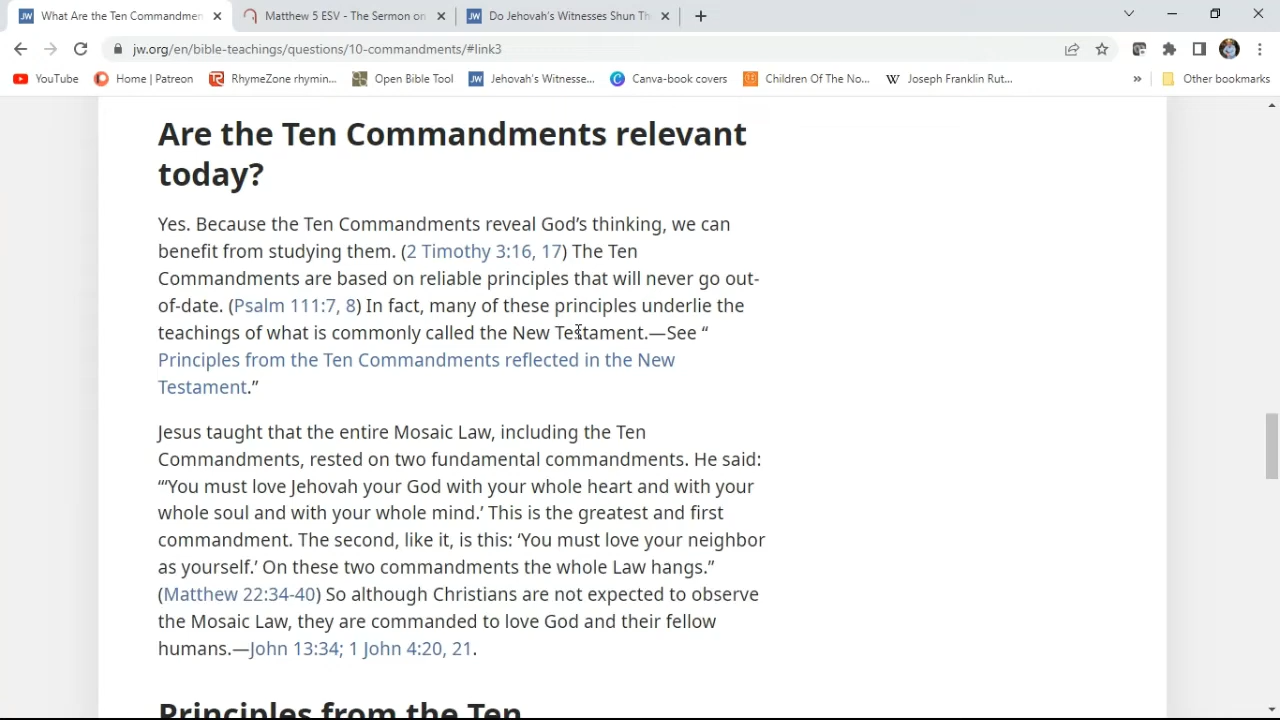 What Are the Ten Commandmen
Matthew 5 ESV - The Sermon on
Do Jehovah's Witnesses Shun Th
jw.org/en/bible-teachings/questions/10-commandments/#link3
YouTube
Home | Patreon
RhymeZone rhymin...
Open Bible Tool
Jehovah's Witnesse...
Canva-book covers
Children Of The No...
Joseph Franklin Rut...
»
Other bookmarks
Are the Ten Commandments relevant
today?
Yes. Because the Ten Commandments reveal God’s thinking, we can
benefit from studying them. (2 Timothy 3:16, 17) The Ten
Commandments are based on reliable principles that will never go out-
of-date. (Psalm 111:7, 8) In fact, many of these principles underlie the
teachings of what is commonly called the New Testament.—See “
Principles from the Ten Commandments reflected in the New
Testament.”
Jesus taught that the entire Mosaic Law, including the Ten
Commandments, rested on two fundamental commandments. He said:
“‘You must love Jehovah your God with your whole heart and with your
whole soul and with your whole mind.’ This is the greatest and first
commandment. The second, like it, is this: ‘You must love your neighbor
as yourself.’ On these two commandments the whole Law hangs.”
(Matthew 22:34-40) So although Christians are not expected to observe
the Mosaic Law, they are commanded to love God and their fellow
humans.—John 13:34; 1 John 4:20, 21.
Principles from the Ten